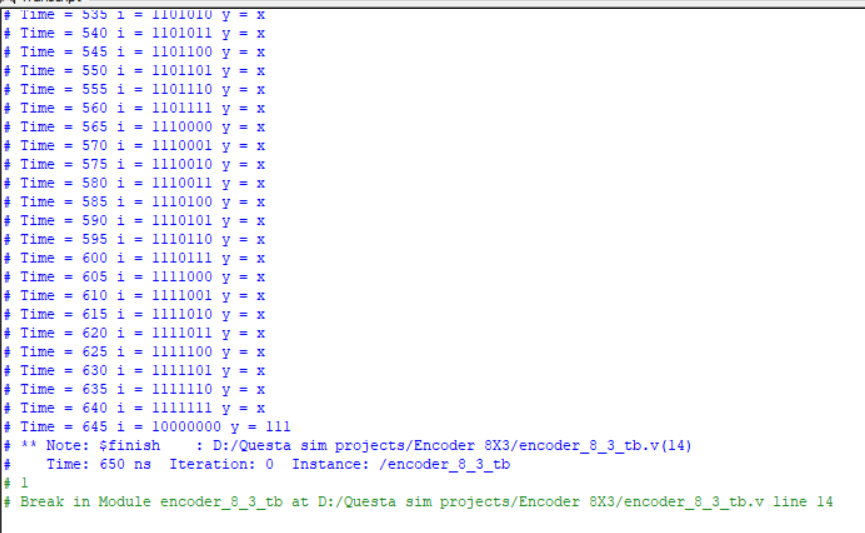 # Time = 535 i = 1101010 y = x
# Time = 540 i = 1101011 y = x
# Time = 545 i = 1101100 y = x
# Time = 550 i = 1101101 y = x
# Time = 555 i = 1101110 y = x
# Time = 560 i = 1101111 y = x
# Time = 565 i = 1110000 y = x
# Time = 570 i = 1110001 y = x
# Time = 575 i = 1110010 y = x
# Time = 580 i = 1110011 y = x
# Time = 585 i = 1110100 y = x
# Time = 590 i = 1110101 y = x
# Time = 595 i = 1110110 y = x
# Time = 600 i = 1110111 y = x
# Time = 605 i = 1111000 y = x
# Time = 610 i = 1111001 y = x
# Time = 615 i = 1111010 y = x
# Time = 620 i = 1111011 y = x
# Time = 625 i = 1111100 y = x
# Time = 630 i = 1111101 y = x
# Time = 635 i = 1111110 y = x
# Time = 640 i = 1111111 y = x
# Time = 645 i = 10000000 y = 111
# ** Note: $finish    : D:/Questa sim projects/Encoder 8X3/encoder_8_3_tb.v(14)
#    Time: 650 ns  Iteration: 0  Instance: /encoder_8_3_tb
# 1
# Break in Module encoder_8_3_tb at D:/Questa sim projects/Encoder 8X3/encoder_8_3_tb.v line 14